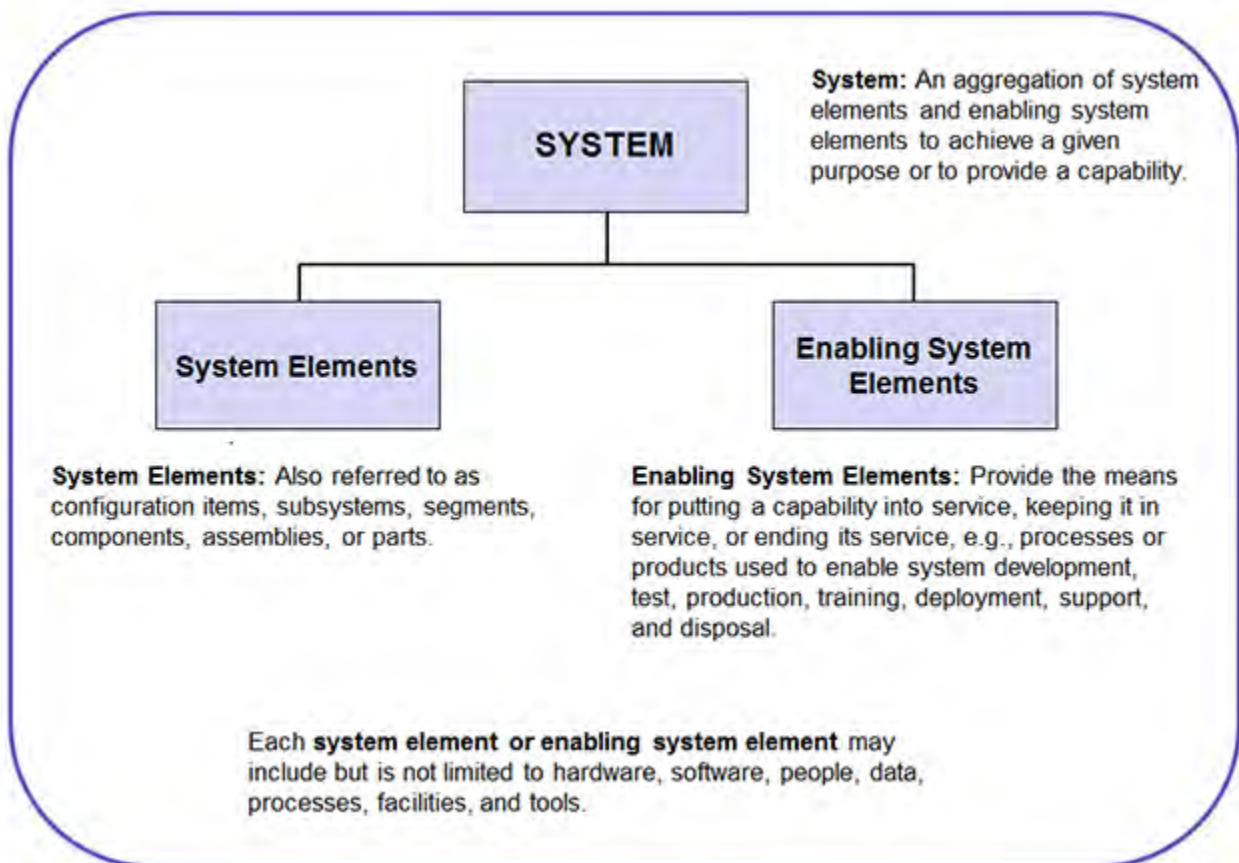 System: An aggregation of system
elements and enabling system
elements to achieve a given
purpose or to provide a capability.
SYSTEM
System Elements
Enabling System
Elements
System Elements: Also referred to as
configuration items, subsystems, segments,
components, assemblies, or parts.
Enabling System Elements: Provide the means
for putting a capability into service, keeping it in
service, or ending its service, e.g., processes or
products used to enable system development,
test, production, training, deployment, support,
and disposal.
Each system element or enabling system element may
include but is not limited to hardware, software, people, data,
processes, facilities, and tools.